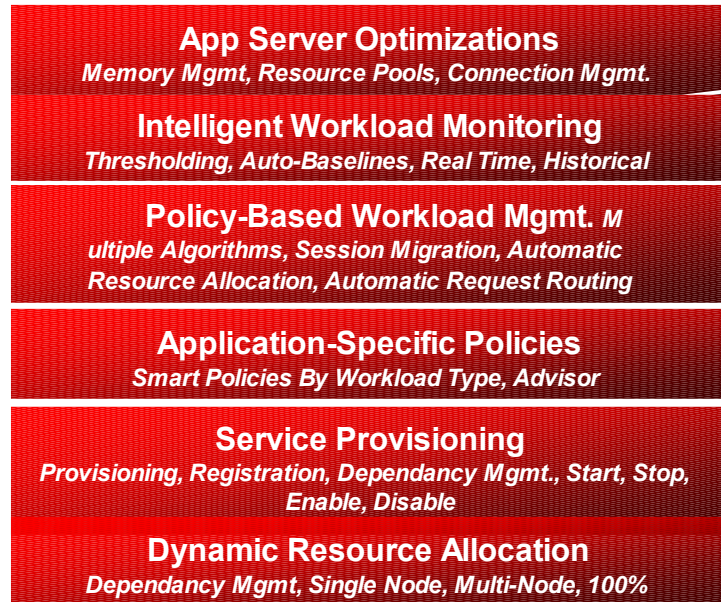 App Server Optimizations
Memory Mgmt, Resource Pools, Connection Mgmt.
Intelligent Workload Monitoring
Thresholding, Auto-Baselines, Real Time, Historical
Policy-Based Workload Mgmt. M
ultiple Algorithms, Session Migration, Automatic
Resource Allocation, Automatic Request Routing
Application-Specific Policies
Smart Policies By Workload Type, Advisor
Service Provisioning
Provisioning, Registration, Dependancy Mgmt., Start, Stop,
Enable, Disable
Dynamic Resource Allocation
Dependancy Mgmt, Single Node, Multi-Node, 100%